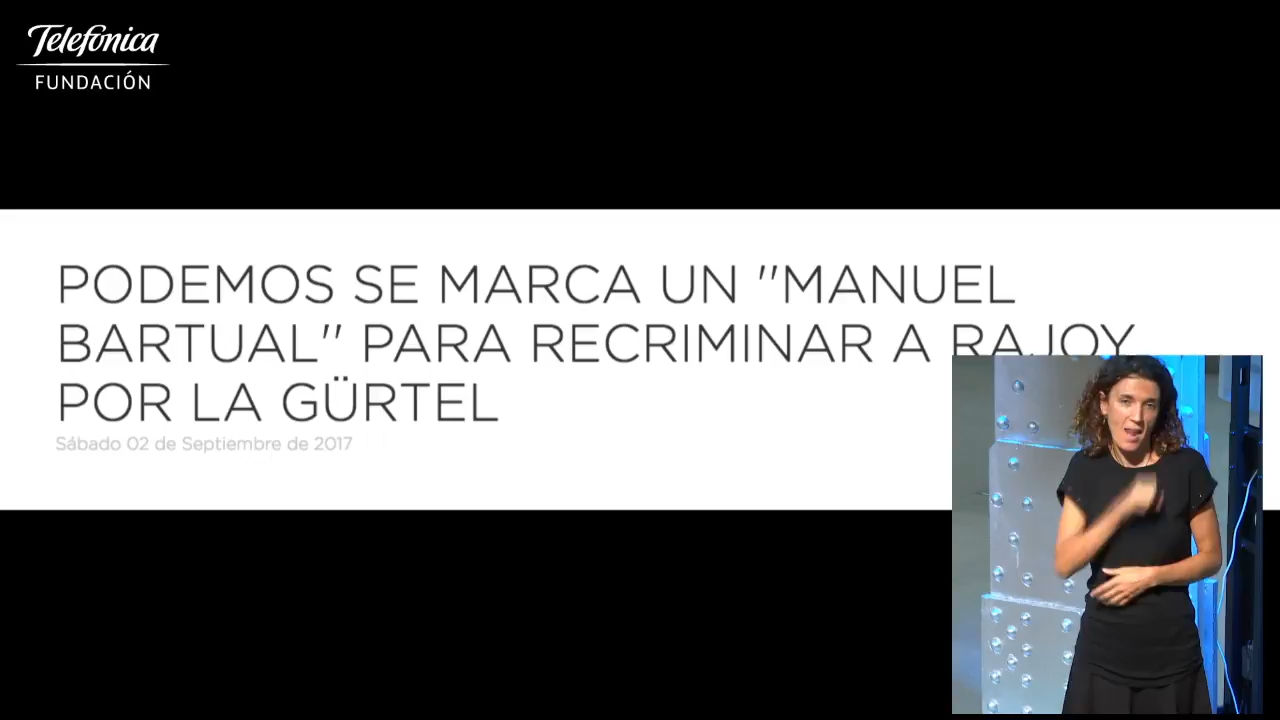 Telefónica
FUNDACIÓN
PODEMOS SE MARCA UN "MANUEL
BARTUAL" PARA RECRIMINAR A RAJOY
POR LA GÜRTEL
Sábado 02 de Septiembre de 2017